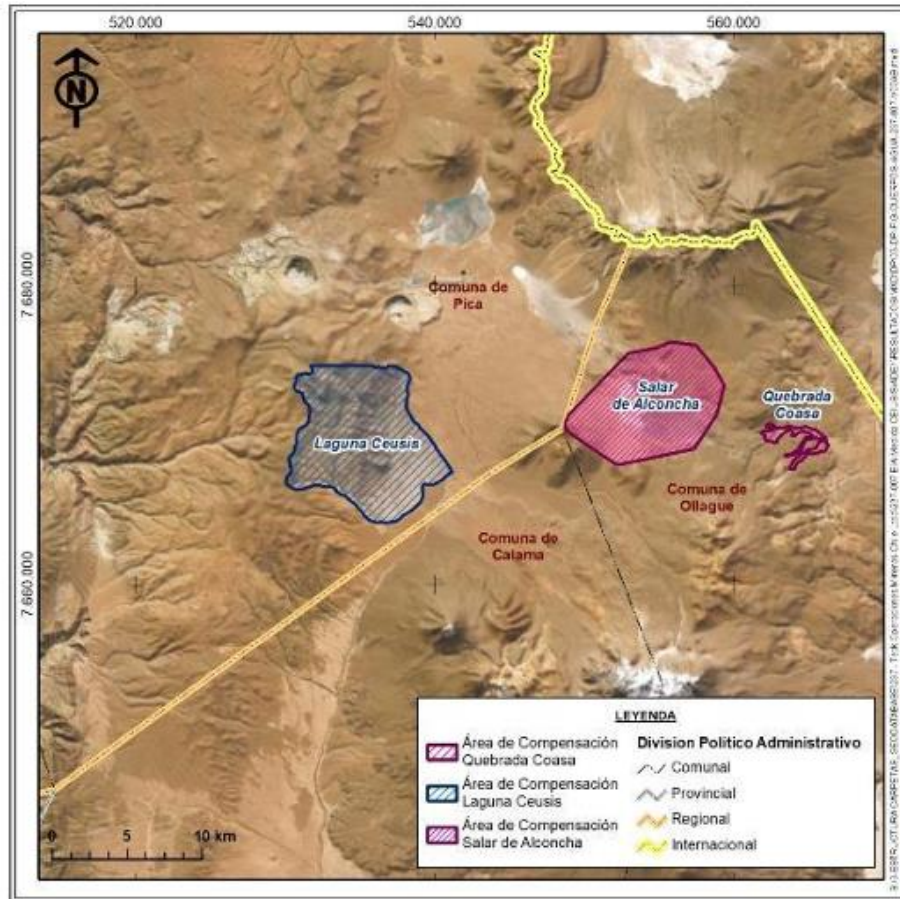 520.000 540.000 560.000
N
7.680.000
7.660.000
Comuna de
Pica
Salar
de Alconcha
Quebrada
Coasa
Laguna Ceusis
Comuna de
Ollague
Comuna de
Calama
LEYENDA
Área de Compensación
Quebrada Coasa
Área de Compensación
Laguna Ceusis
Área de Compensación
Salar de Alconcha
Division Político Administrativo
Comunal
Provincial
Regional
Internacional
0 5 10 km